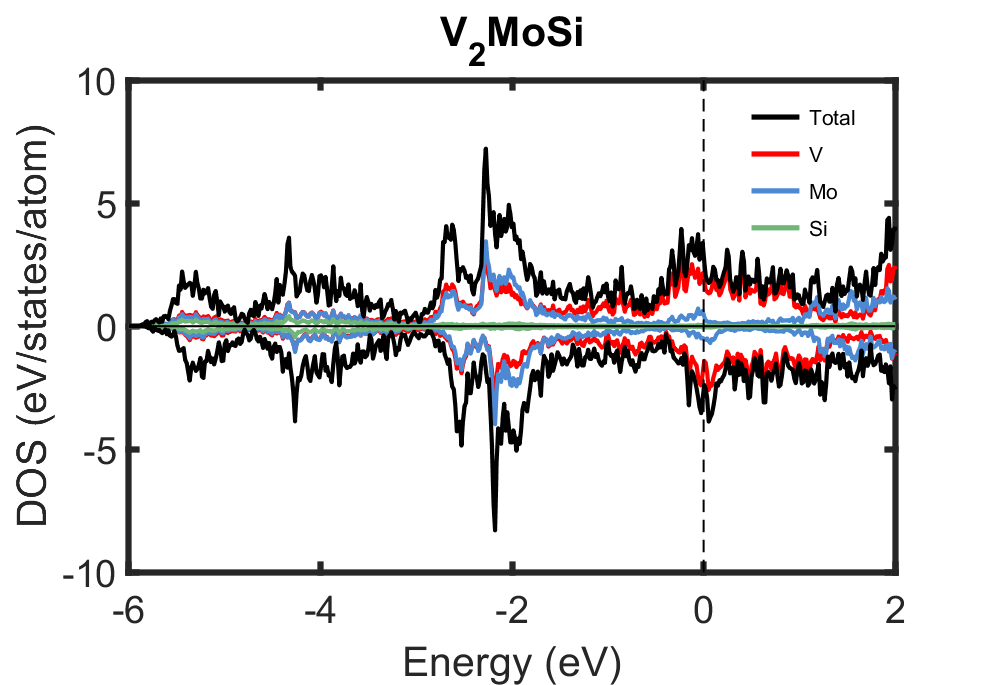 V2MoSi
10
5
0
-5
-10
DOS (eV/states/atom)
Total
V
Mo
Si
-6
-4
-2
0
2
Energy (eV)